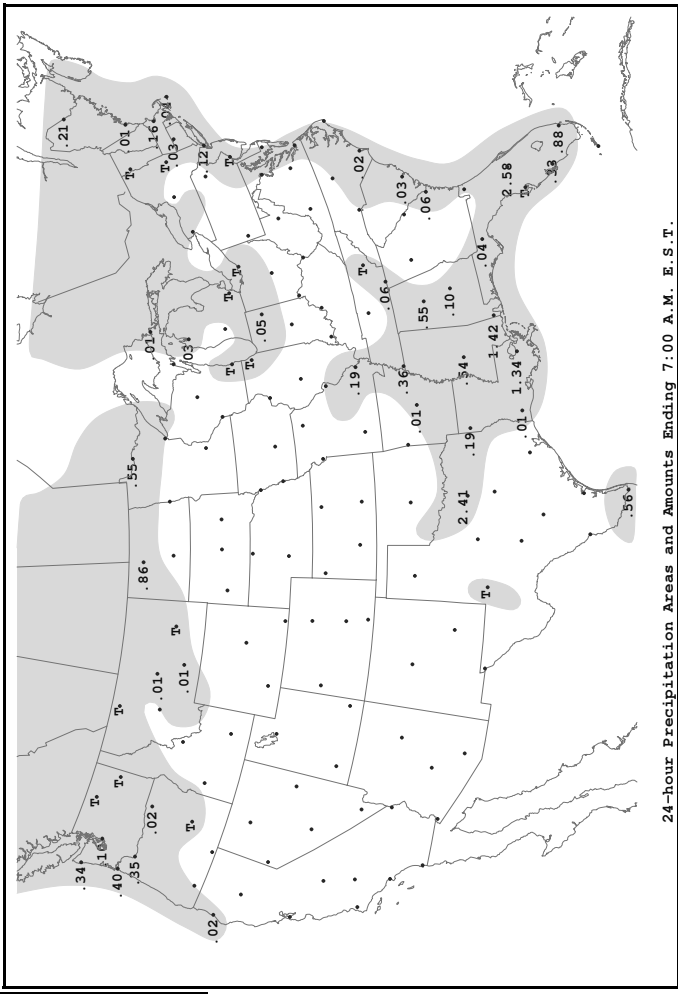 .21
.34
T
.40
T
T
.01
T
.55
.35
.86
.01
.02
.16
.01
T
.03
T
.01
.03
T
.12
.02
T
T
T
T
T
.05
.19
T
.02
.06
.36
.03
.01
.55
.06
.10
2.41
.54
.19
.04
T
1.42
2.58
1.34
.01
T
.88
.56
24-hour Precipitation Areas and Amounts Ending 7:00 A.M. E.S.T.